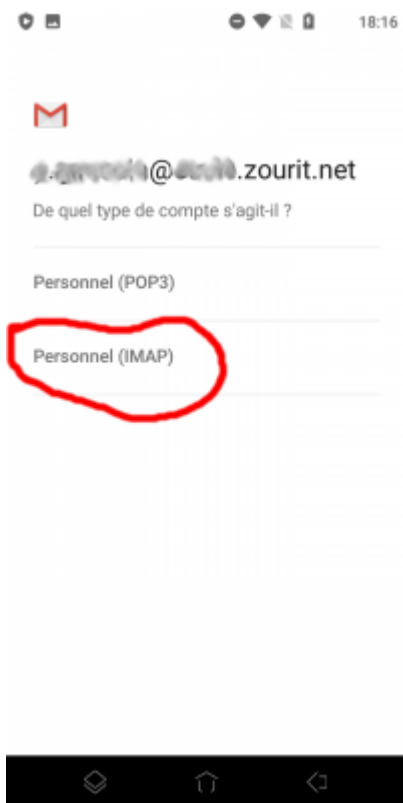 18:16
@ .zourit.net
De quel type de compte s'agit-il ?
Personnel (POP3)
Personnel (IMAP)